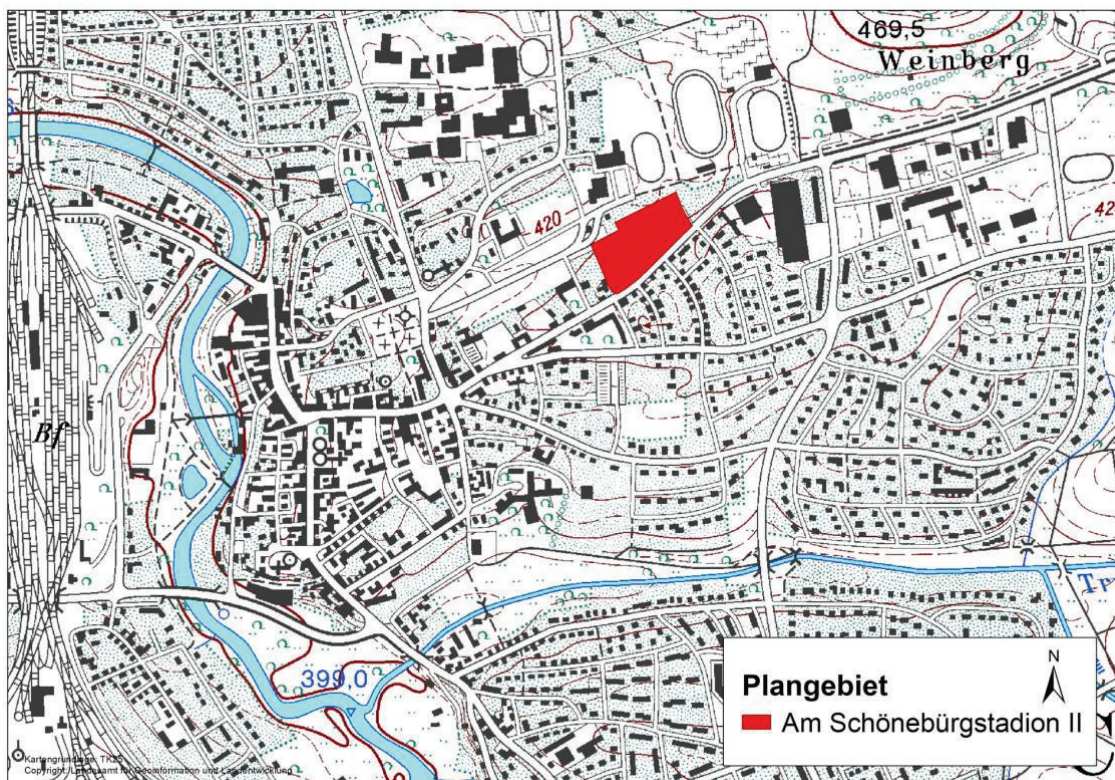 469,5
Weinberg
420
42
Bf
399,0
N
Plangebiet
Am Schönebürgstadion II
Kartengrundlage: TK25
Copyright: Landesamt für Geoinformation und Landentwicklung